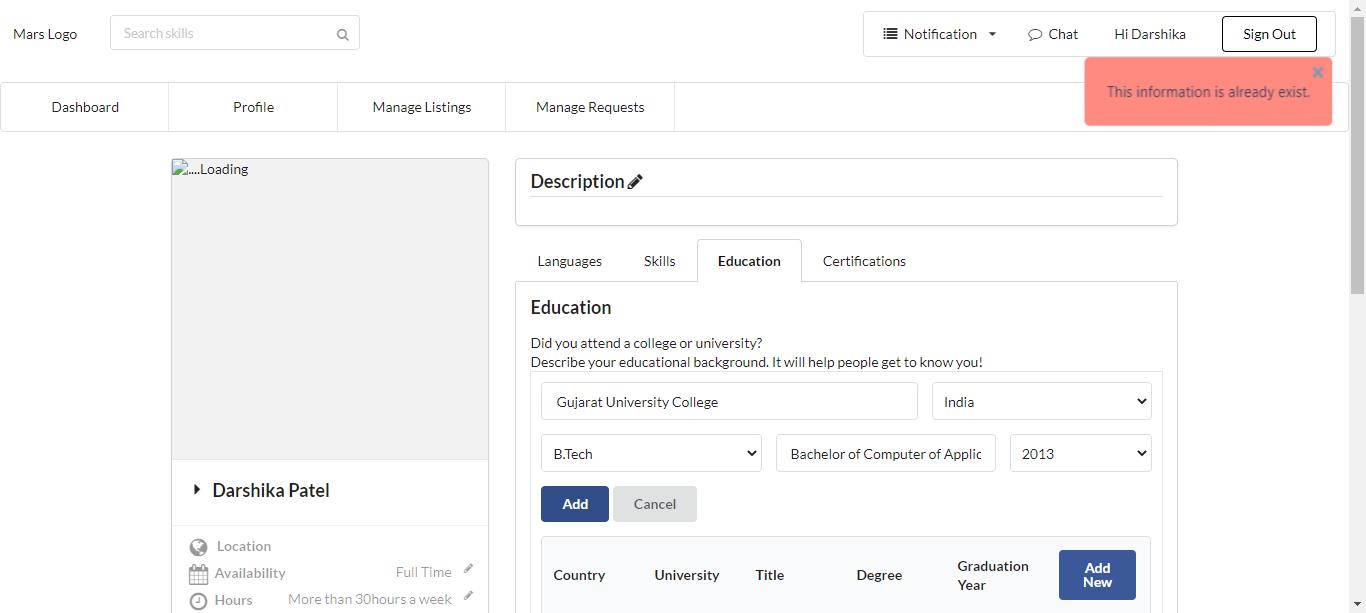 Mars Logo
Search skills
Notification
Chat
Hi Darshika
Sign Out
This information is already exist.
Dashboard
Profile
Manage Listings
Manage Requests
....Loading
Description
Languages
Skills
Education
Certifications
Education
Did you attend a college or university?
Describe your educational background. It will help people get to know you!
Gujarat University College
India
B.Tech
Bachelor of Computer of Applic
2013
Add
Cancel
Darshika Patel
Location
Availability
Full Time
Hours
More than 30hours a week
Country
University
Title
Degree
Graduation
Year
Add
New